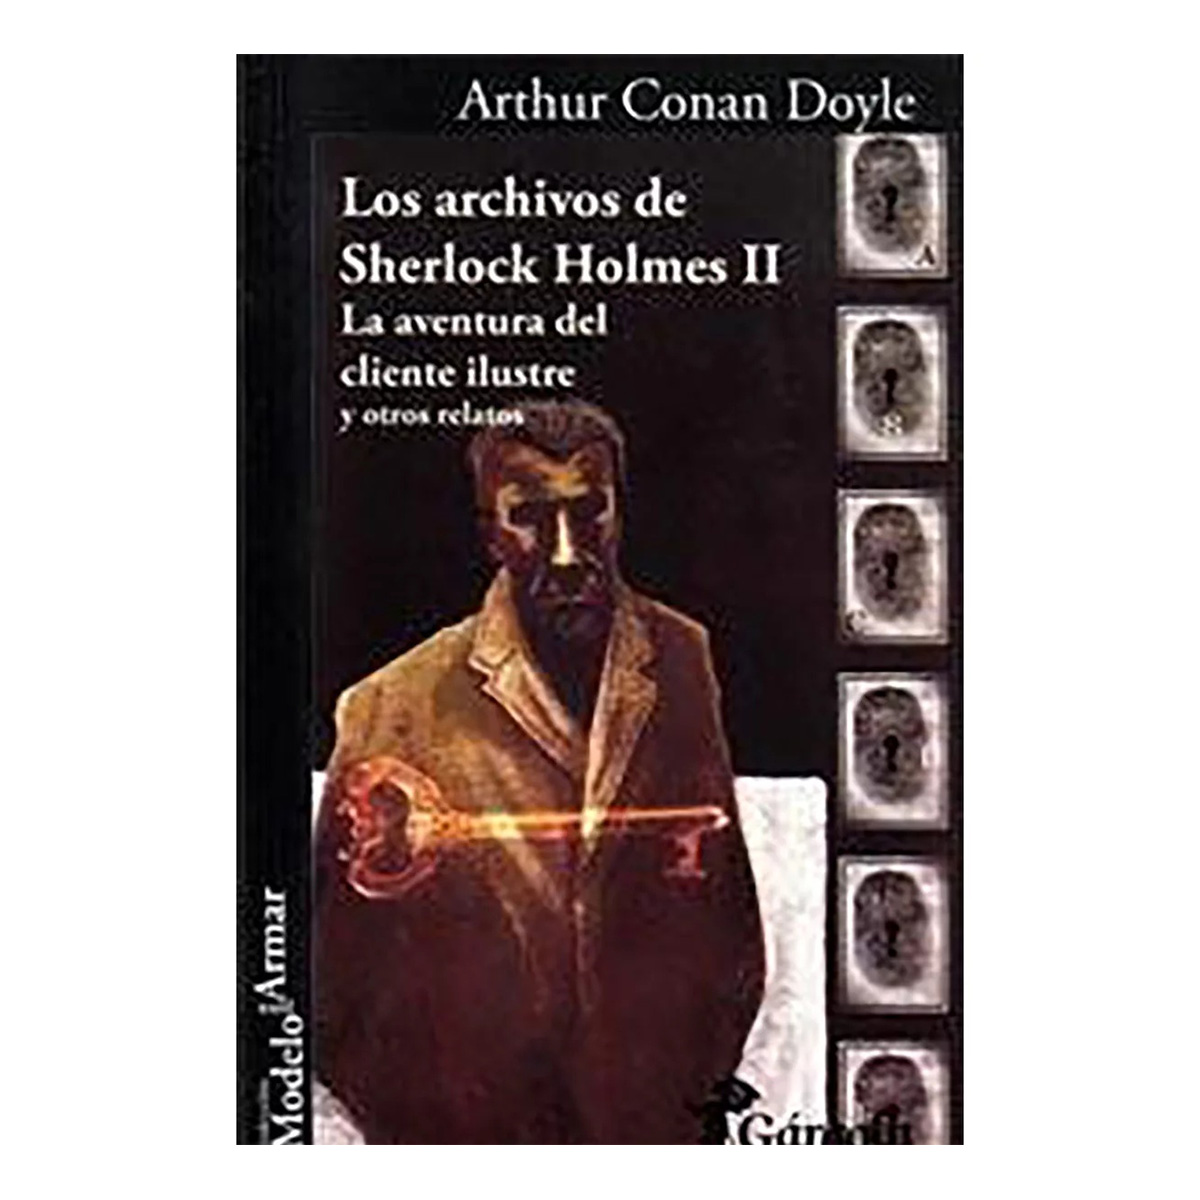 Arthur Conan Doyle
Los archivos de
Sherlock Holmes II
La aventura del
cliente ilustre
y otros relatos
A
C
Modelo p/Armar